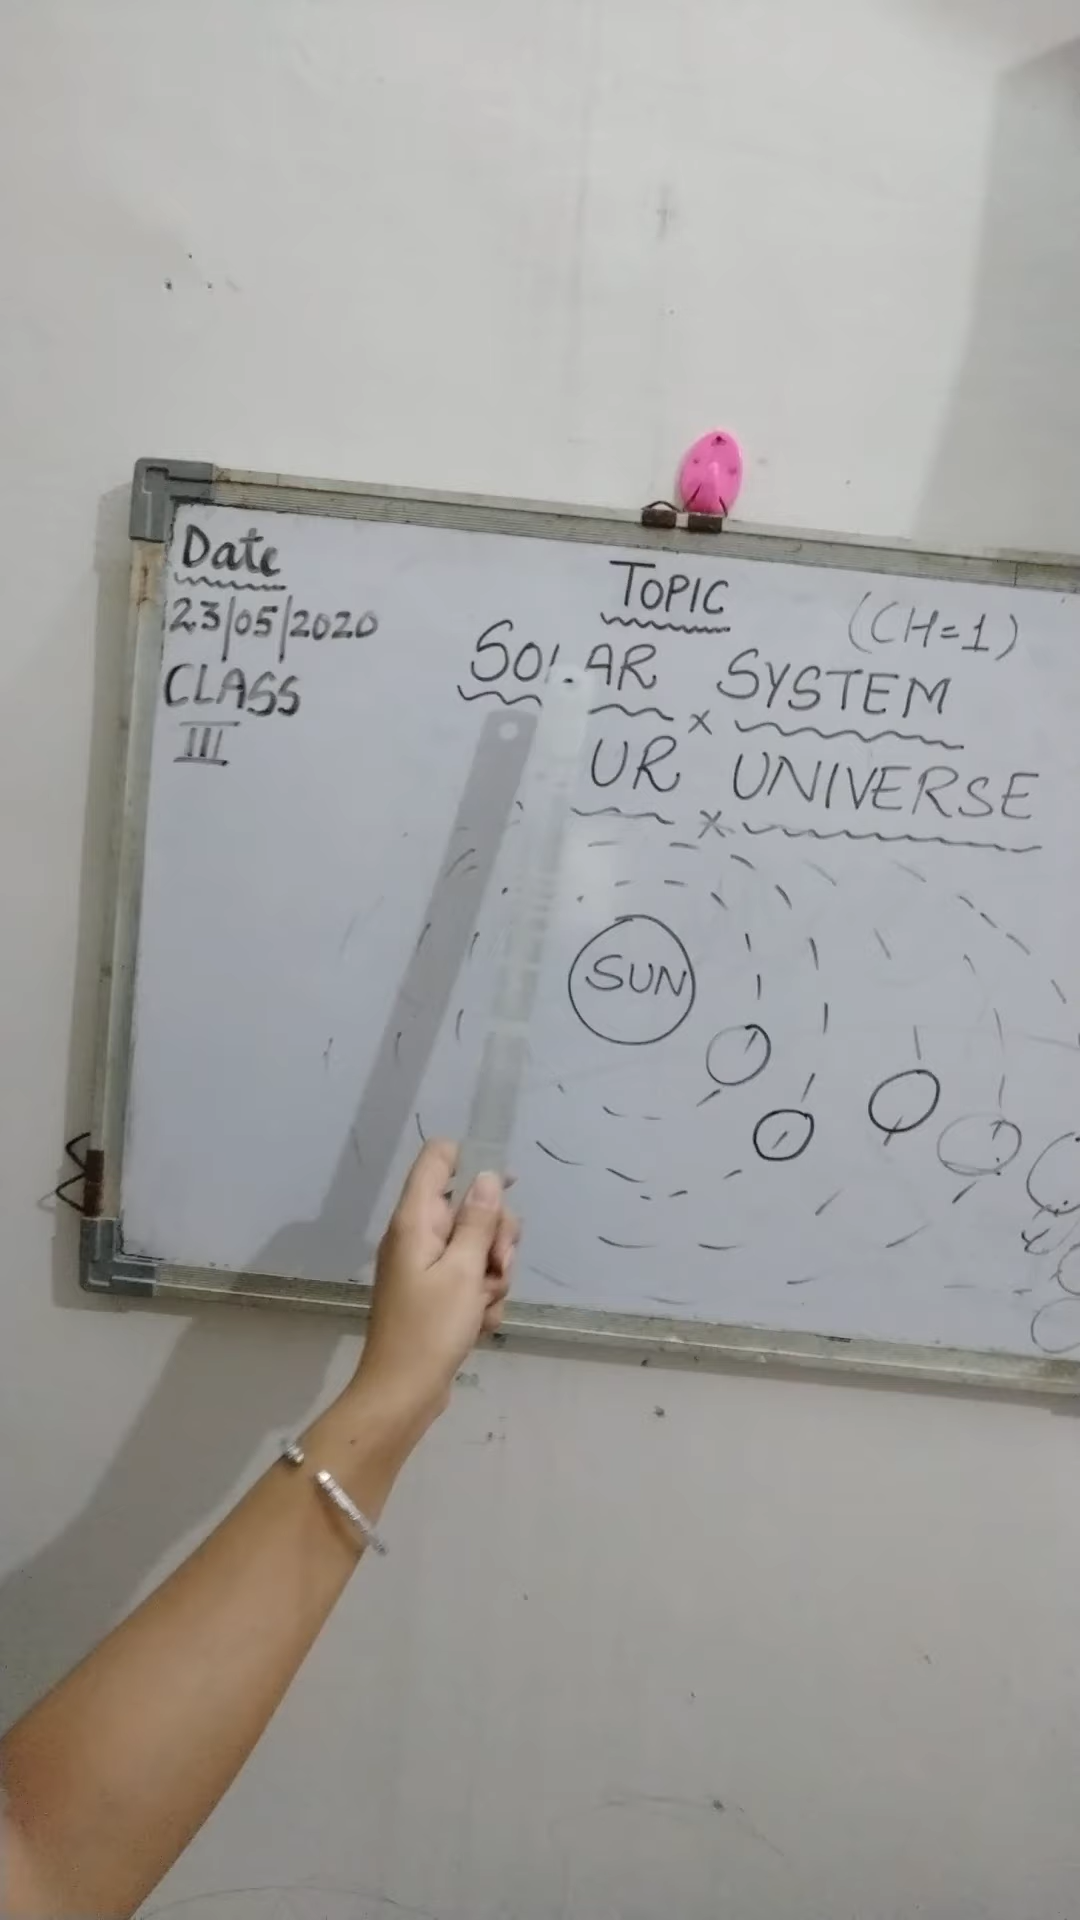 Date
23/05/2020
CLASS
III
TOPIC
(CH=1)
SOLAR SYSTEM
UR UNIVERSE
SUN